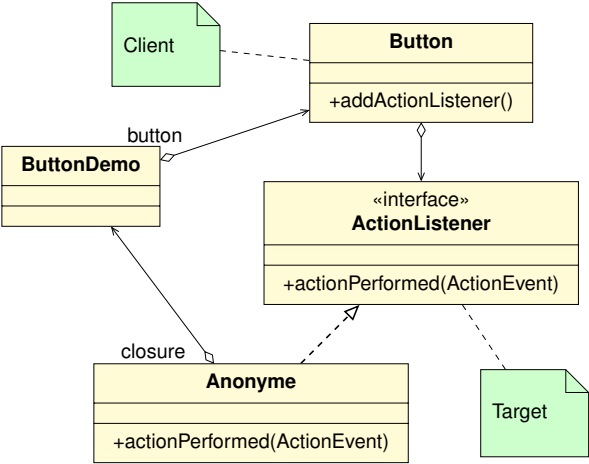 Client
Button
+addActionListener()
button
ButtonDemo
«interface»
ActionListener
+actionPerformed(ActionEvent)
closure
Anonyme
+actionPerformed(ActionEvent)
Target